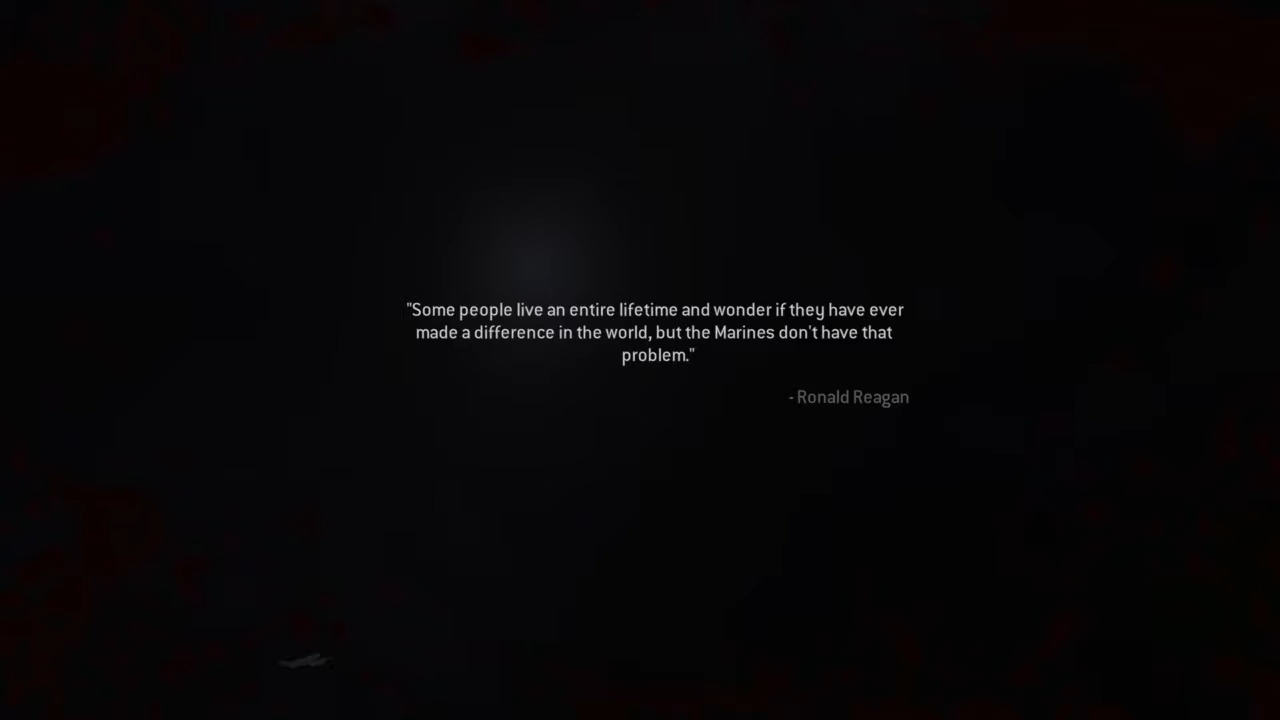 "Some people live an entire lifetime and wonder if they have ever
made a difference in the world, but the Marines don't have that
problem."
- Ronald Reagan